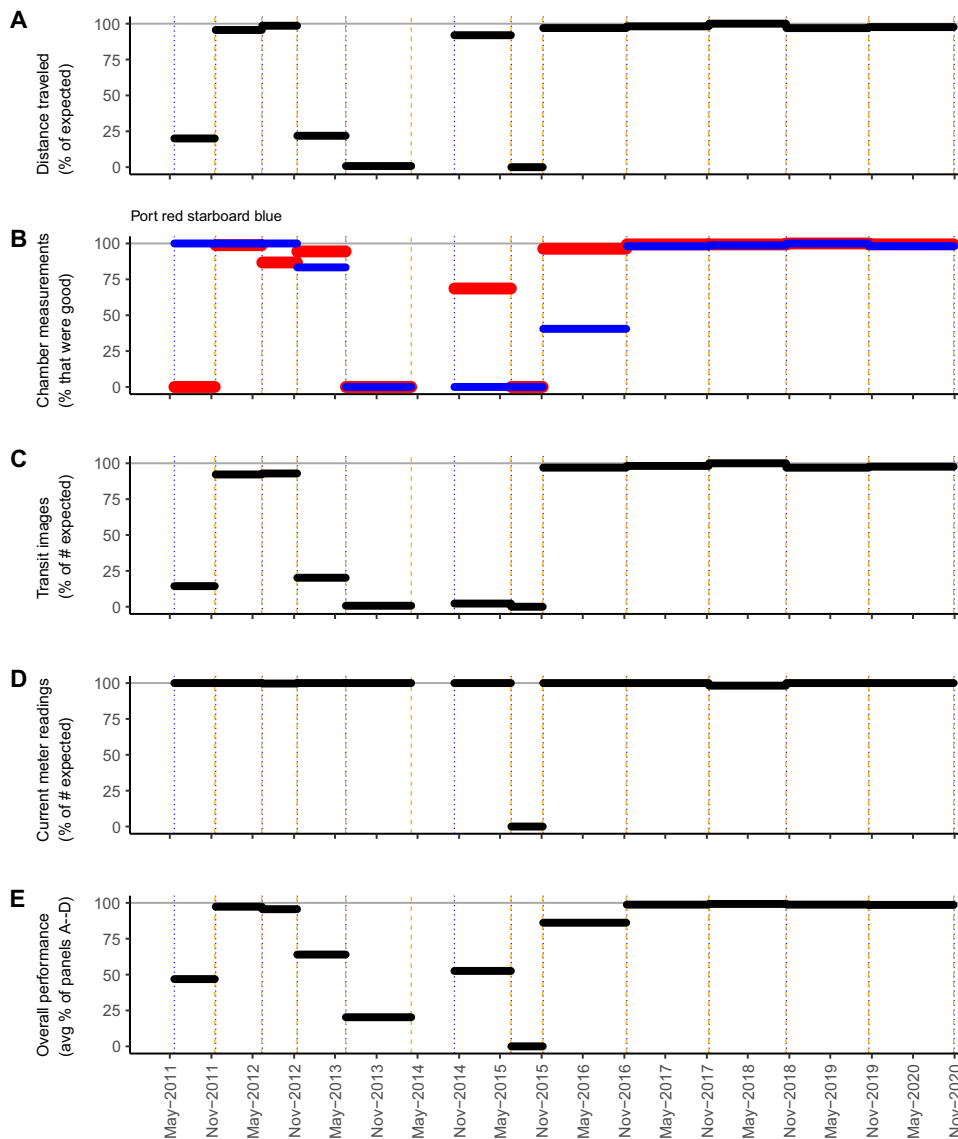 A
Distance traveled
(% of expected)
100
75
50
25
0
Port red starboard blue
B
Chamber measurements
(% that were good)
100
75
50
25
0
C
Transit images
(% of # expected)
100
75
50
25
0
D
Current meter readings
(% of # expected)
100
75
50
25
0
E
Overall performance
(avg % of panels A--D)
100
75
50
25
0
May−2011
Nov−2011
May−2012
Nov−2012
May−2013
Nov−2013
May−2014
Nov−2014
May−2015
Nov−2015
May−2016
Nov−2016
May−2017
Nov−2017
May−2018
Nov−2018
May−2019
Nov−2019
May−2020
Nov−2020